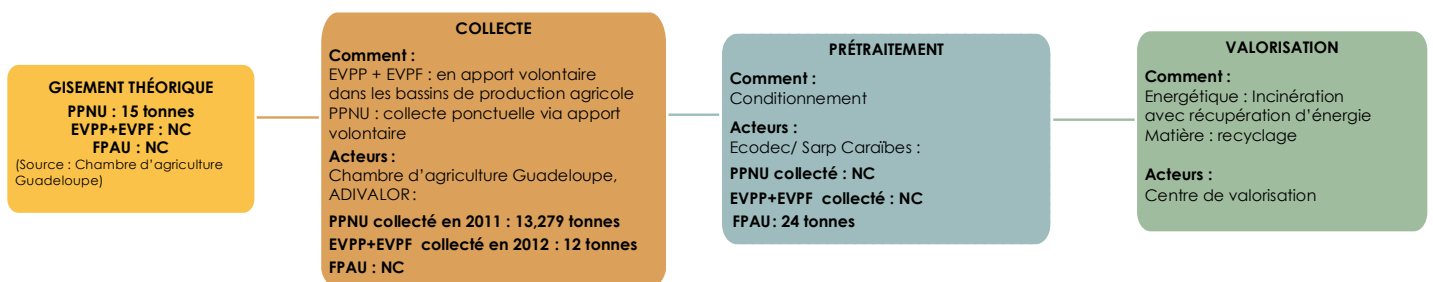 GISEMENT THÉORIQUE
PPNU : 15 tonnes
EVPP+EVPF : NC
FPAU : NC
(Source : Chambre d’agriculture
Guadeloupe)
COLLECTE
Comment :
EVPP + EVPF : en apport volontaire
dans les bassins de production agricole
PPNU : collecte ponctuelle via apport
volontaire
Acteurs :
Chambre d’agriculture Guadeloupe,
ADIVALOR :
PPNU collecté en 2011 : 13,279 tonnes
EVPP+EVPF collecté en 2012 : 12 tonnes
FPAU : NC
PRÉTRAITEMENT
Comment :
Conditionnement
Acteurs :
Ecodec/ Sarp Caraïbes :
PPNU collecté : NC
EVPP+EVPF collecté : NC
FPAU : 24 tonnes
VALORISATION
Comment :
Energétique : Incinération
avec récupération d’énergie
Matière : recyclage
Acteurs :
Centre de valorisation